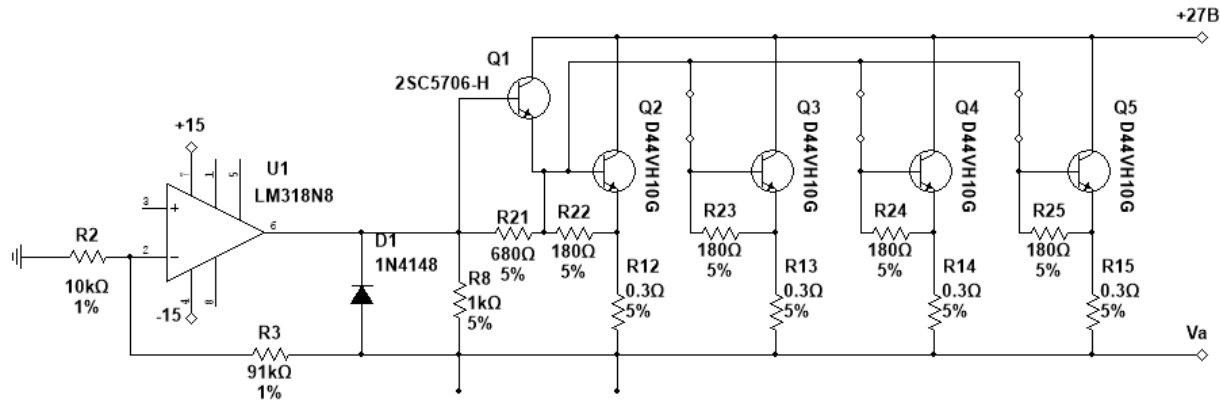 +27B
Q1
2SC5706-H
Q2
D44VH10G
Q3
D44VH10G
Q4
D44VH10G
Q5
D44VH10G
+15
U1
LM318N8
7
1
5
3
+
6
2
−
4
8
-15
R2
10kΩ
1%
R3
91kΩ
1%
D1
1N4148
R21
680Ω
5%
R22
180Ω
5%
R23
180Ω
5%
R24
180Ω
5%
R25
180Ω
5%
R8
1kΩ
5%
R12
0.3Ω
5%
R13
0.3Ω
5%
R14
0.3Ω
5%
R15
0.3Ω
5%
Va